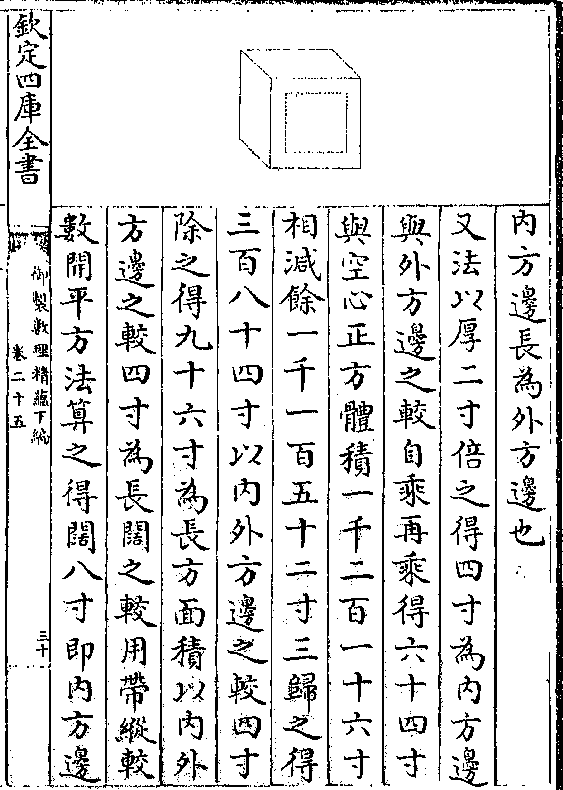 內方邊長為外方邊也
又法以厚二寸倍之得四寸為内方邊
與外方邊之較自乘再乘得六十四寸
與空心正方體積一千二百一十六寸
相減餘一千一百五十二寸三歸之得
三百八十四寸以内外方邊之較四寸
除之得九十六寸為長方面積以内外
方邊之較四寸為長闊之較用帶縱較
數開平方法算之得闊八寸即内方邊
欽定四庫全書
御製數理精蘊下編
卷二十五
三十